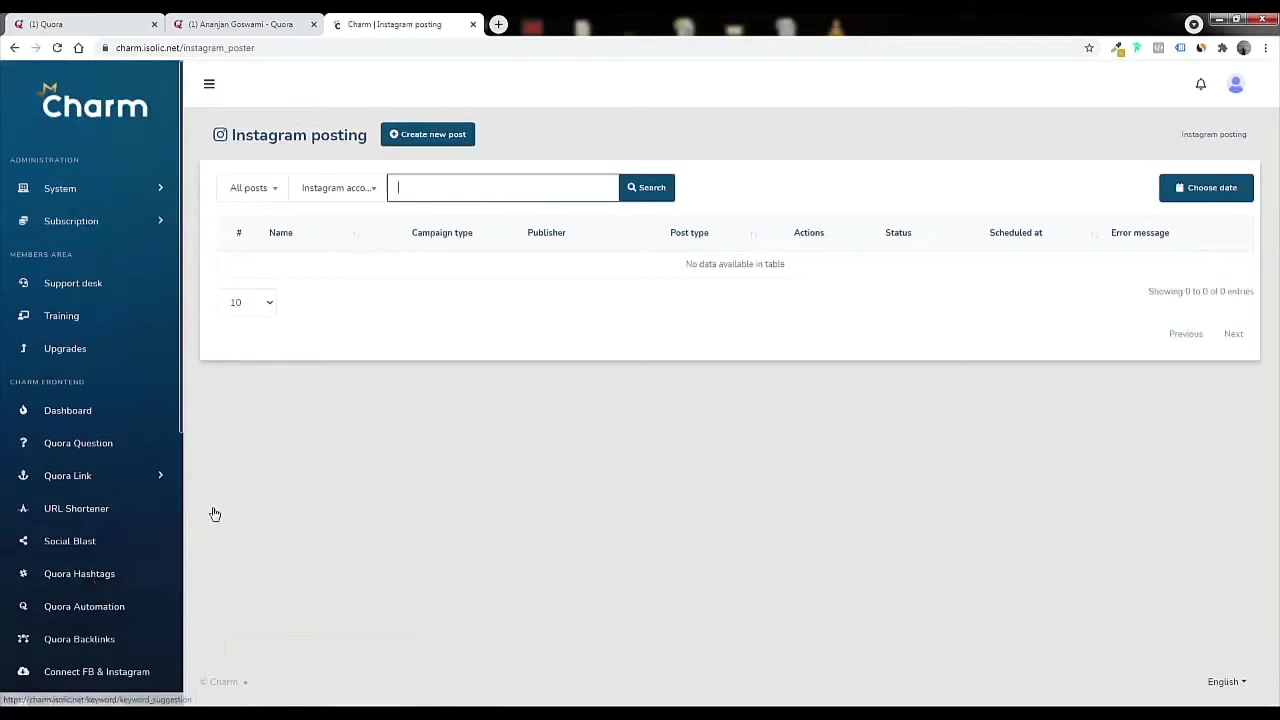 (1) Quora
(1) Ananjan Goswami - Quora
Charm | Instagram posting
charm.isolic.net/instagram_poster
Charm
Instagram posting
Create new post
Instagram posting
ADMINISTRATION
System
Subscription
MEMBERS AREA
Support desk
Training
Upgrades
CHARM FRONTEND
Dashboard
Quora Question
Quora Link
URL Shortener
Social Blast
Quora Hashtags
Quora Automation
Quora Backlinks
Connect FB & Instagram
All posts
Instagram acco...
Search
Choose date
# Name Campaign type Publisher Post type Actions Status Scheduled at Error message
No data available in table
Showing 0 to 0 of 0 entries
10
Previous Next
© Charm
English
https://charm.isolic.net/keyword/keyword_suggestion